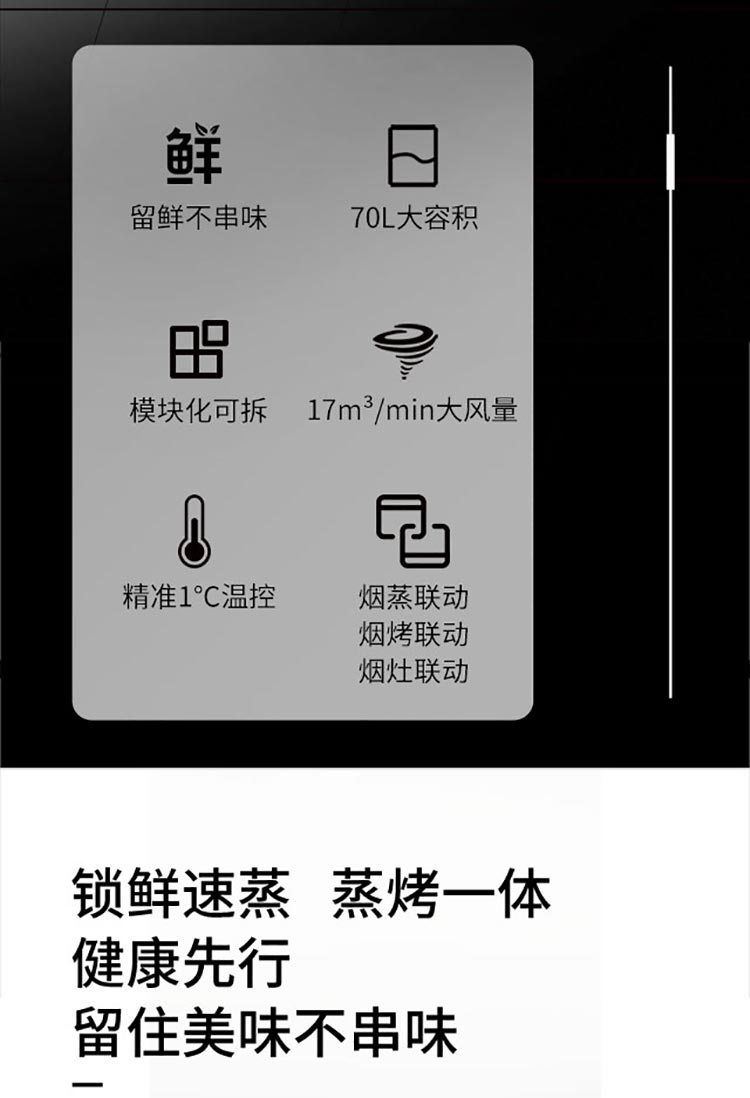 鲜
留鲜不串味
70L大容积
模块化可拆
17m³/min大风量
精准1℃温控
烟蒸联动
烟烤联动
烟灶联动
锁鲜速蒸 蒸烤一体
健康先行
留住美味不串味